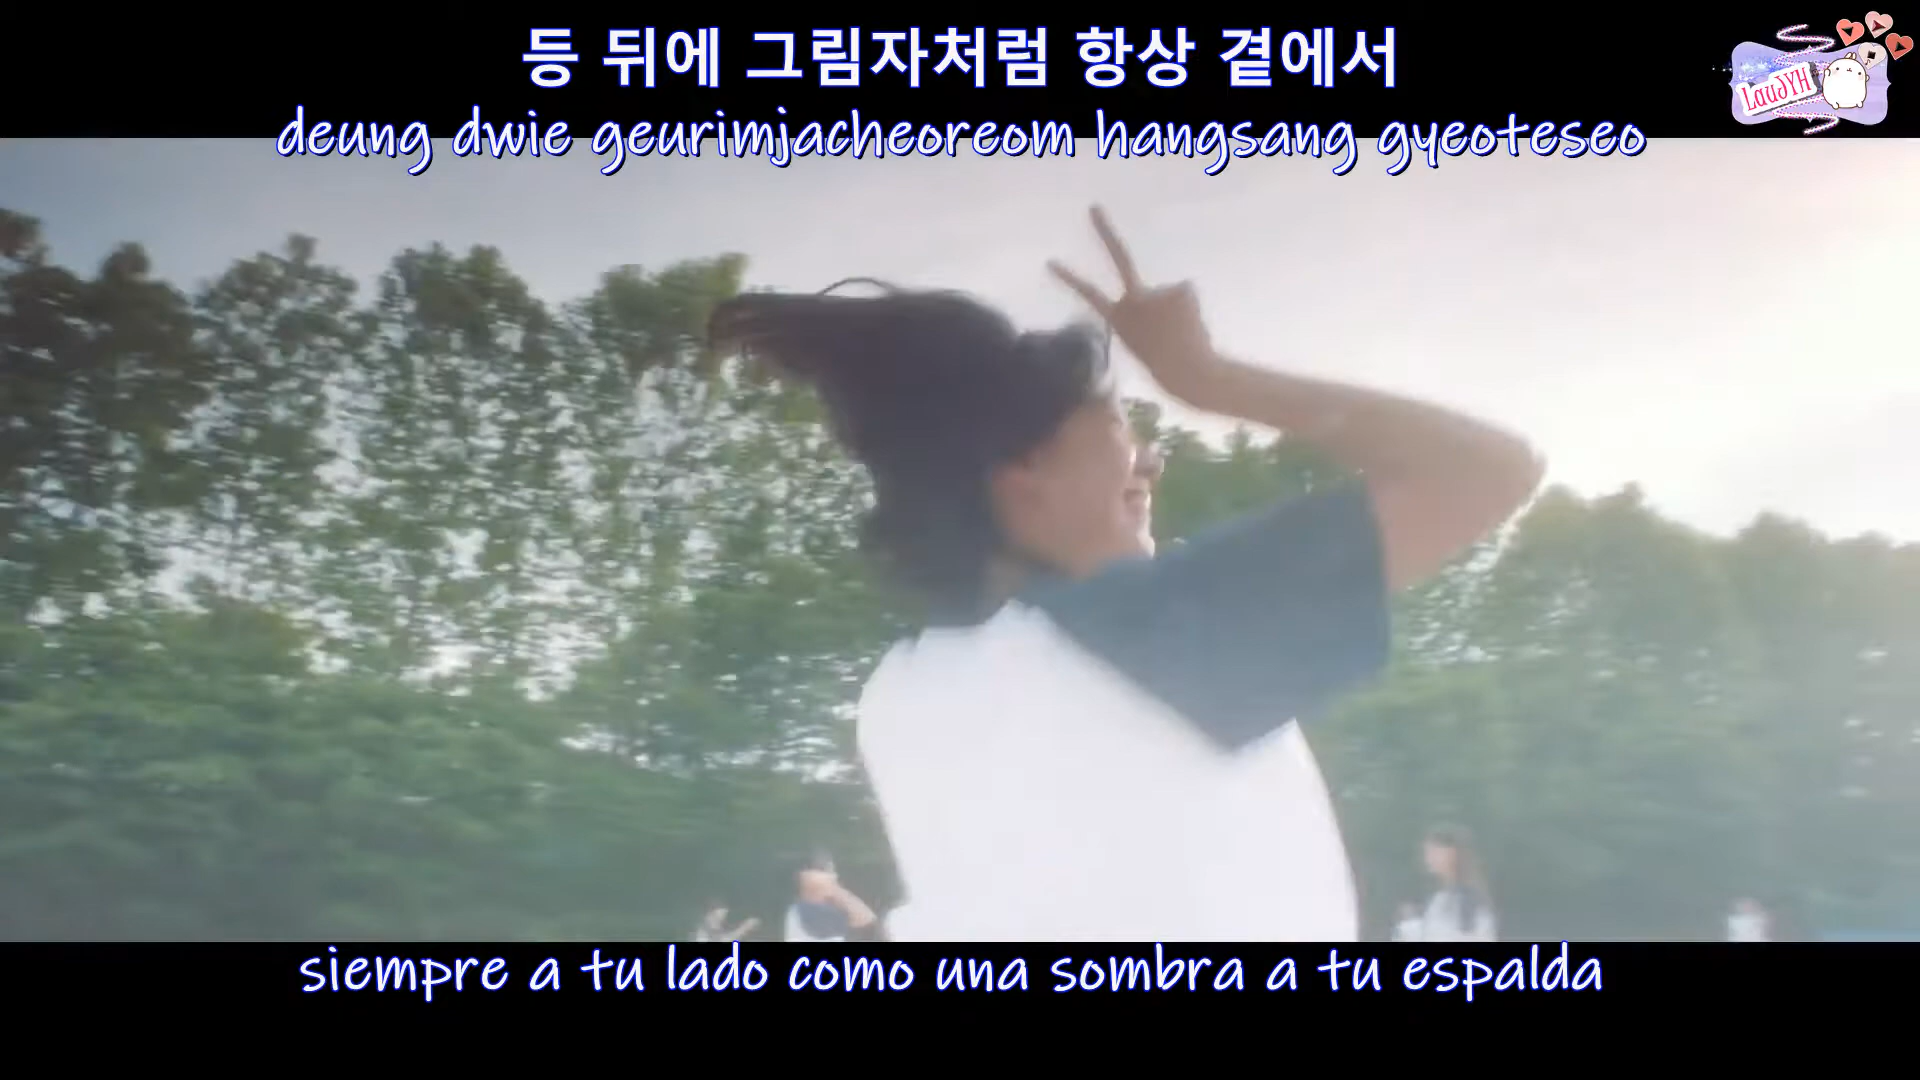 등 뒤에 그림자처럼 항상 곁에서
deung dwie geurimjacheoreom hangsang gyeoteseo
LauJYH
siempre a tu lado como una sombra a tu espalda